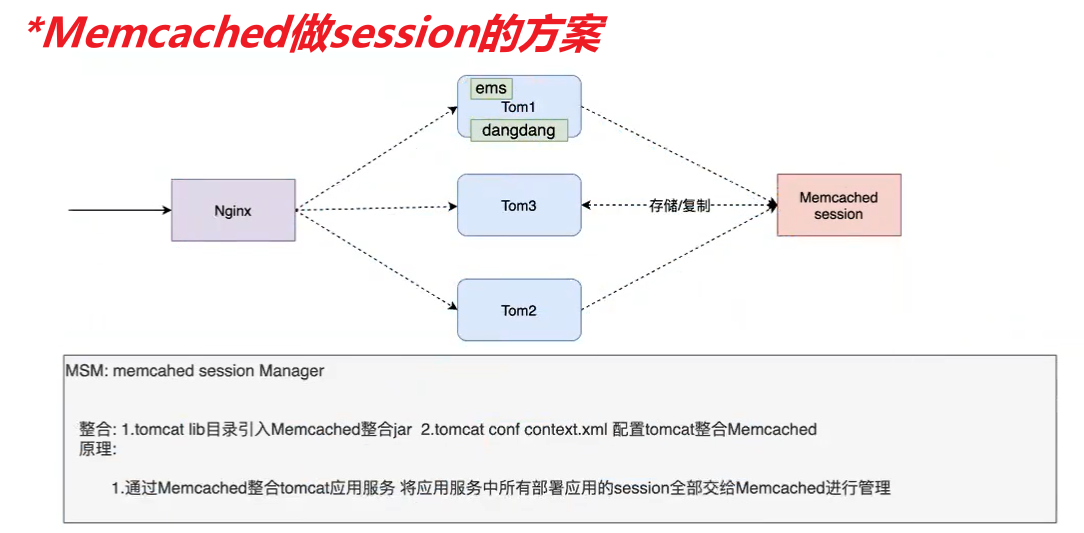 *Memcached做session的方案
ems
Tom1
dangdang
Nginx
Tom3
存储/复制
Memcached
session
Tom2
MSM: memcahed session Manager
整合: 1.tomcat lib目录引入Memcached整合jar 2.tomcat conf context.xml 配置tomcat整合Memcached
原理:
1.通过Memcached整合tomcat应用服务 将应用服务中所有部署应用的session全部交给Memcached进行管理